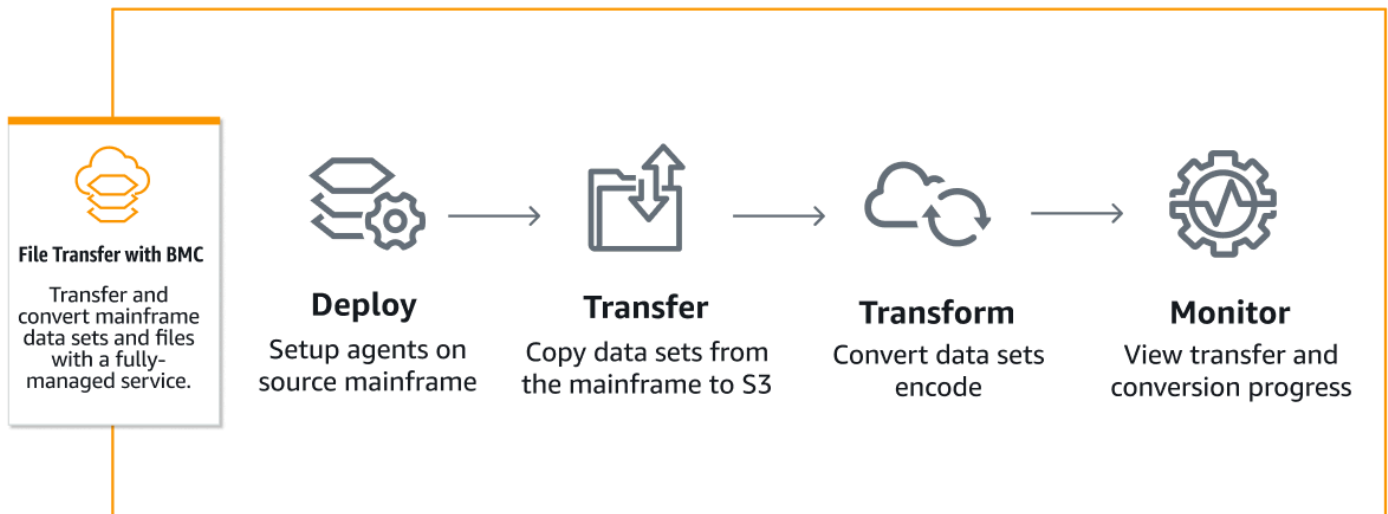 File Transfer with BMC
Transfer and
convert mainframe
data sets and files
with a fully-
managed service.
Deploy
Setup agents on
source mainframe
Transfer
Copy data sets from
the mainframe to S3
Transform
Convert data sets
encode
Monitor
View transfer and
conversion progress